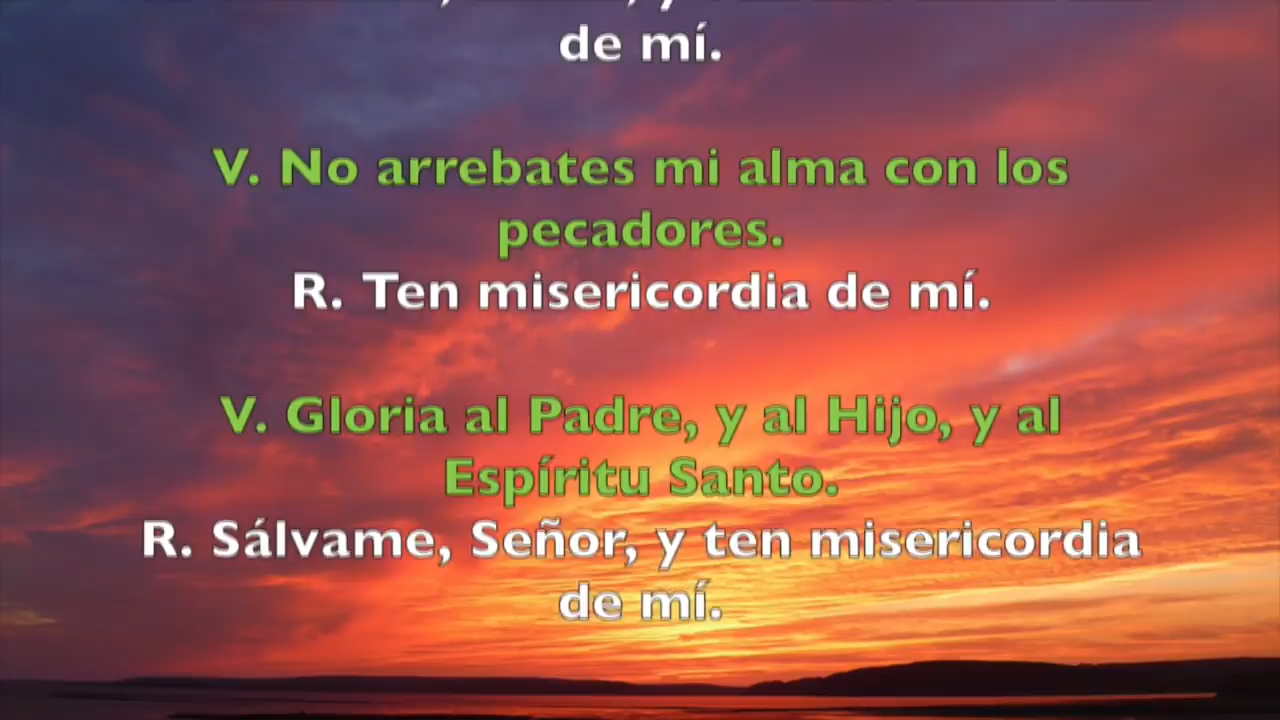 de mí.
V. No arrebates mi alma con los
pecadores.
R. Ten misericordia de mí.
V. Gloria al Padre, y al Hijo, y al
Espíritu Santo.
R. Sálvame, Señor, y ten misericordia
de mí.